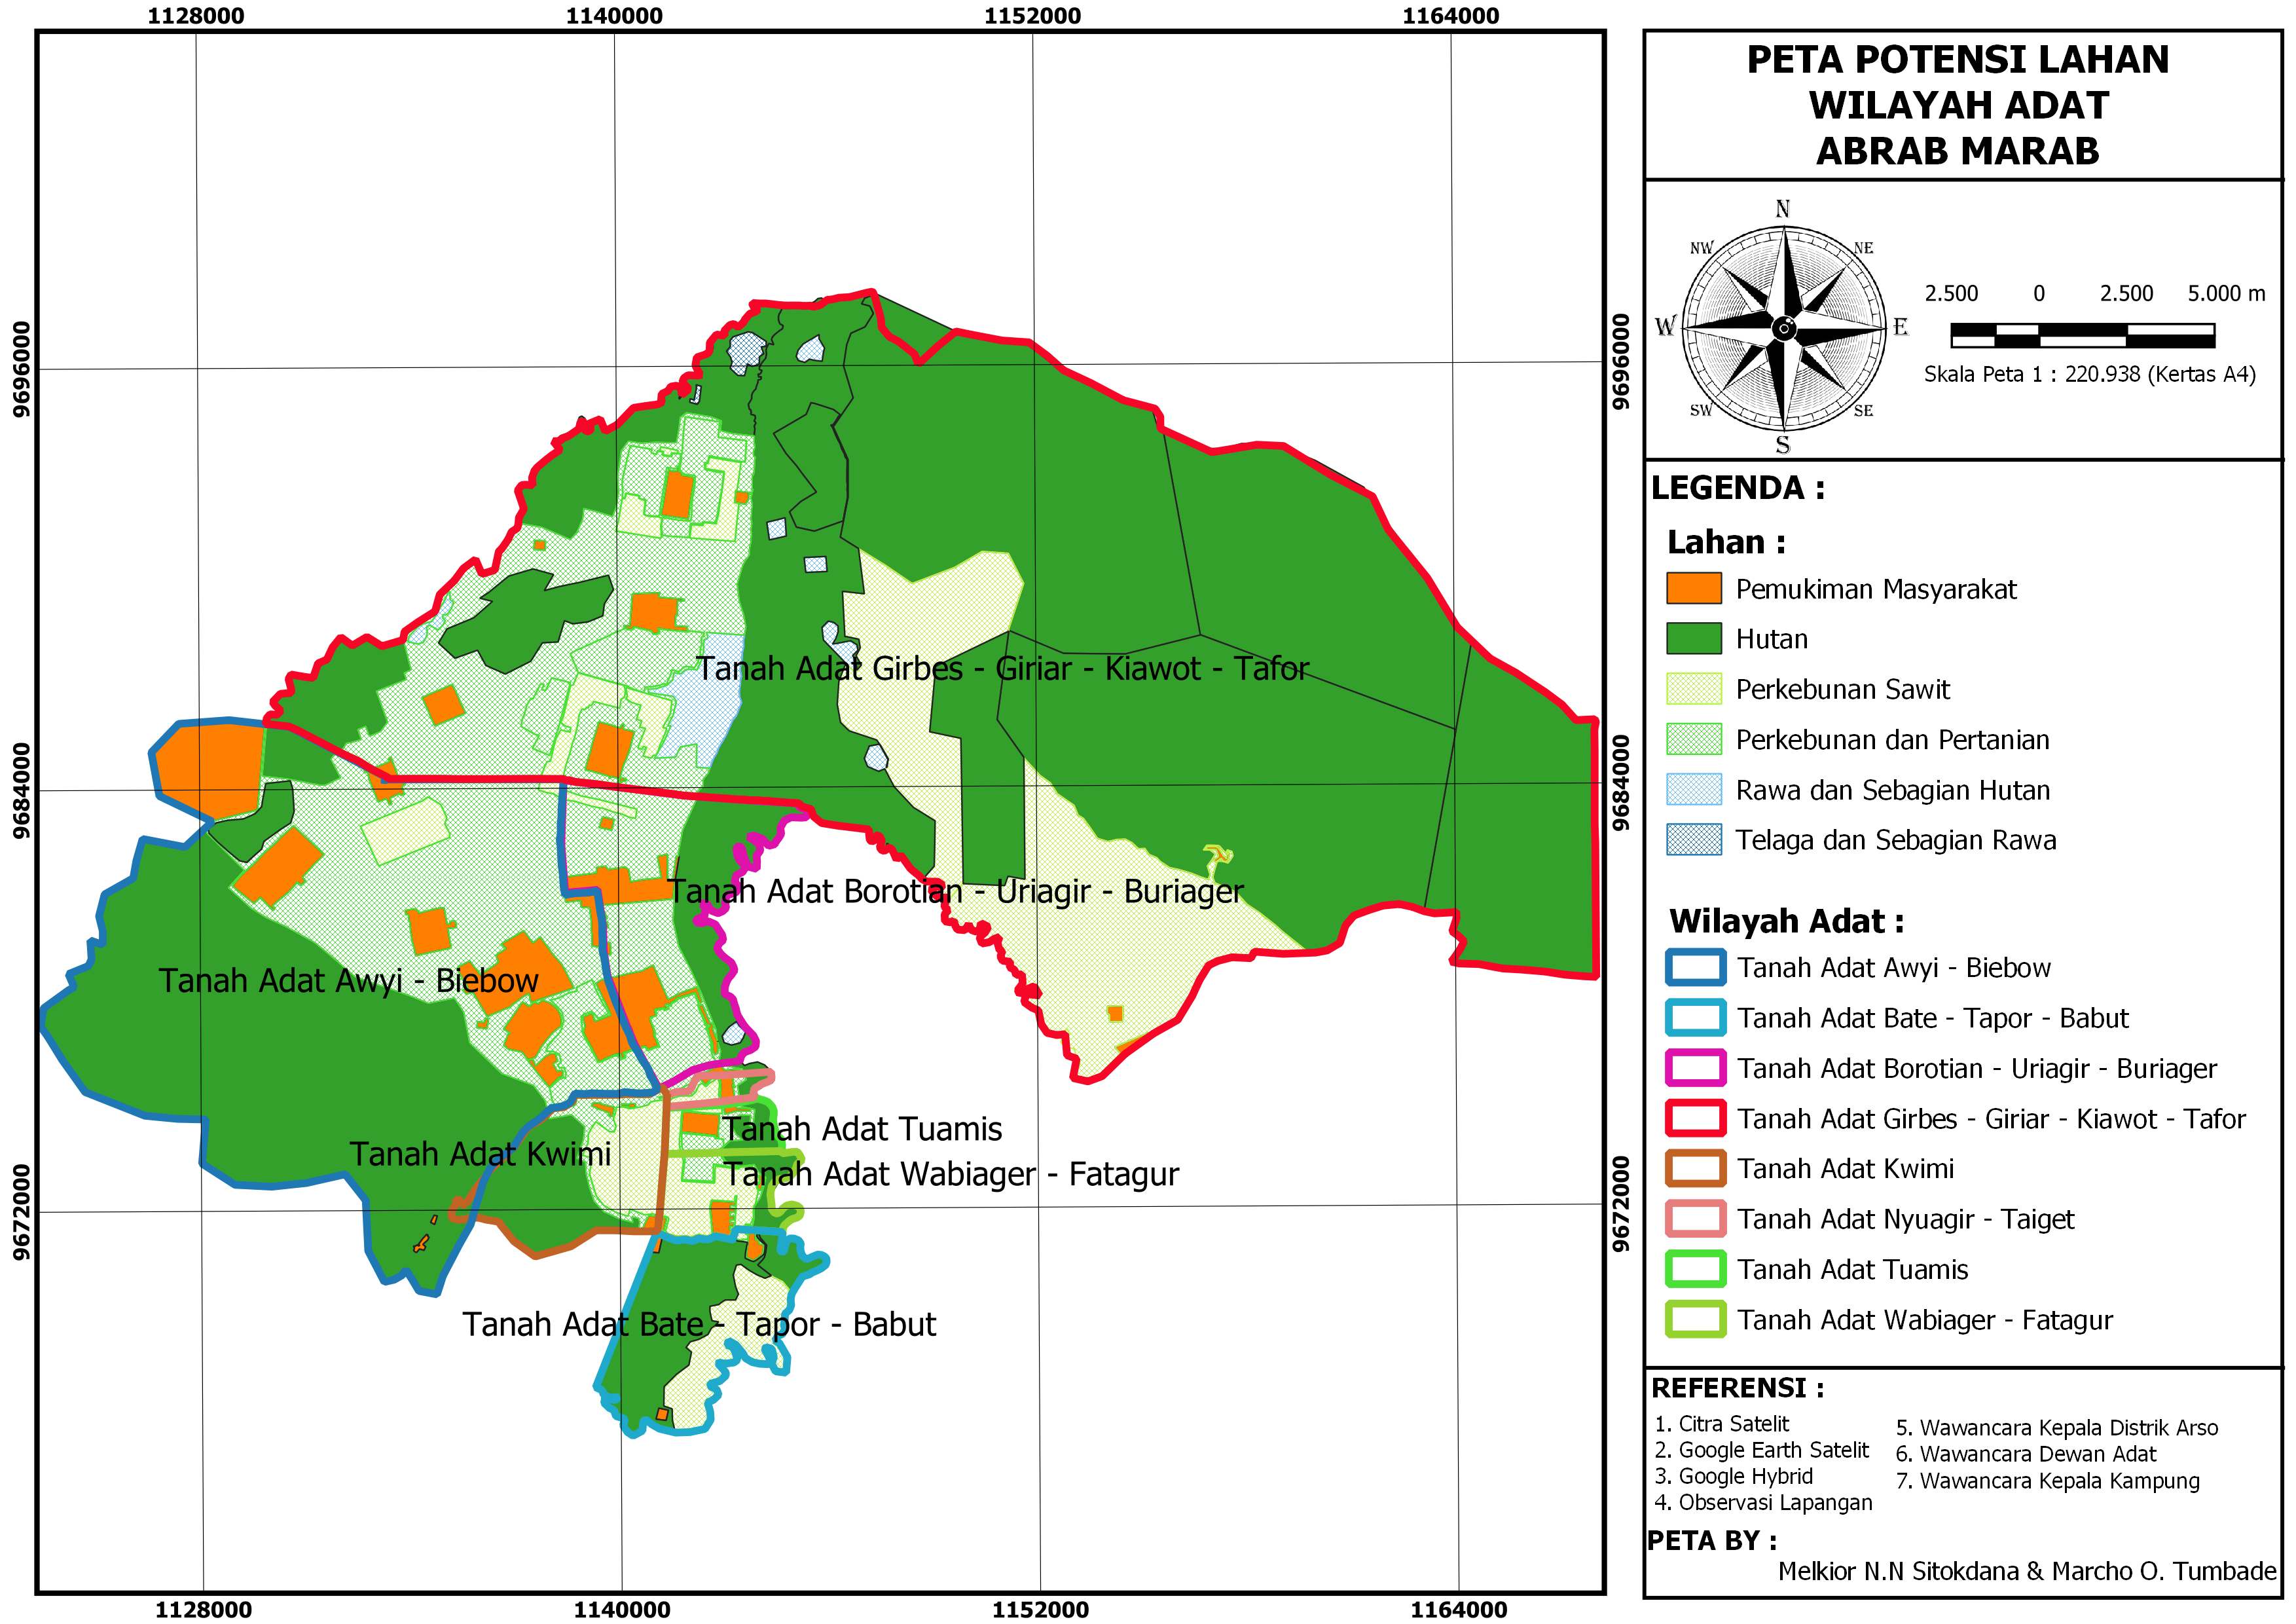 1128000 1140000 1152000 1164000
9696000 9696000
9684000 9684000
9672000 9672000
1128000 1140000 1152000 1164000
Tanah Adat Girbes - Giriar - Kiawot - Tafor
Tanah Adat Borotian - Uriagir - Buriager
Tanah Adat Awyi - Biebow
Tanah Adat Tuamis
Tanah Adat Kwimi
Tanah Adat Wabiager - Fatagur
Tanah Adat Bate - Tapor - Babut
PETA POTENSI LAHAN
WILAYAH ADAT
ABRAB MARAB
N
NW NE
W E
SW SE
S
2.500 0 2.500 5.000 m
Skala Peta 1 : 220.938 (Kertas A4)
LEGENDA :
Lahan :
Pemukiman Masyarakat
Hutan
Perkebunan Sawit
Perkebunan dan Pertanian
Rawa dan Sebagian Hutan
Telaga dan Sebagian Rawa
Wilayah Adat :
Tanah Adat Awyi - Biebow
Tanah Adat Bate - Tapor - Babut
Tanah Adat Borotian - Uriagir - Buriager
Tanah Adat Girbes - Giriar - Kiawot - Tafor
Tanah Adat Kwimi
Tanah Adat Nyuagir - Taiget
Tanah Adat Tuamis
Tanah Adat Wabiager - Fatagur
REFERENSI :
1. Citra Satelit
2. Google Earth Satelit
3. Google Hybrid
4. Observasi Lapangan
5. Wawancara Kepala Distrik Arso
6. Wawancara Dewan Adat
7. Wawancara Kepala Kampung
PETA BY :
Melkior N.N Sitokdana & Marcho O. Tumbade